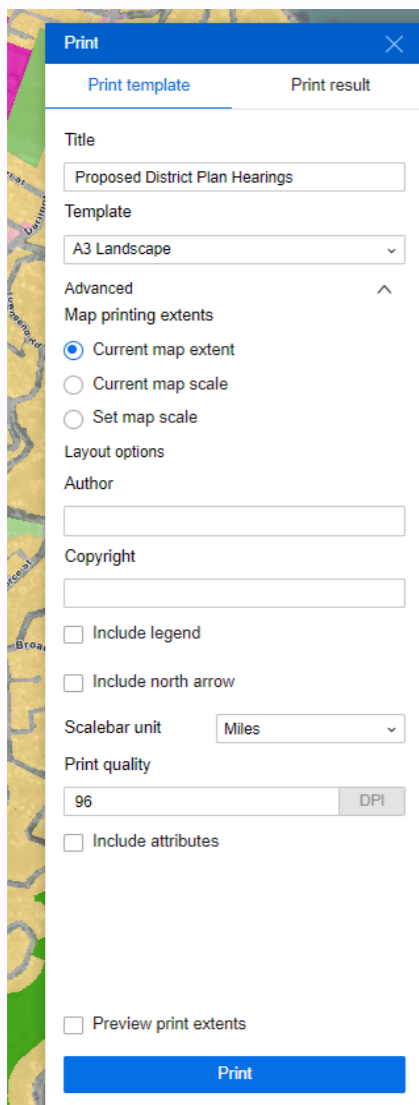 Print
Print template
Print result
Title
Proposed District Plan Hearings
Template
A3 Landscape
Advanced
Map printing extents
Current map extent
Current map scale
Set map scale
Layout options
Author
Copyright
Include legend
Include north arrow
Scalebar unit
Miles
Print quality
96
DPI
Include attributes
Preview print extents
Print
Rd
Broa